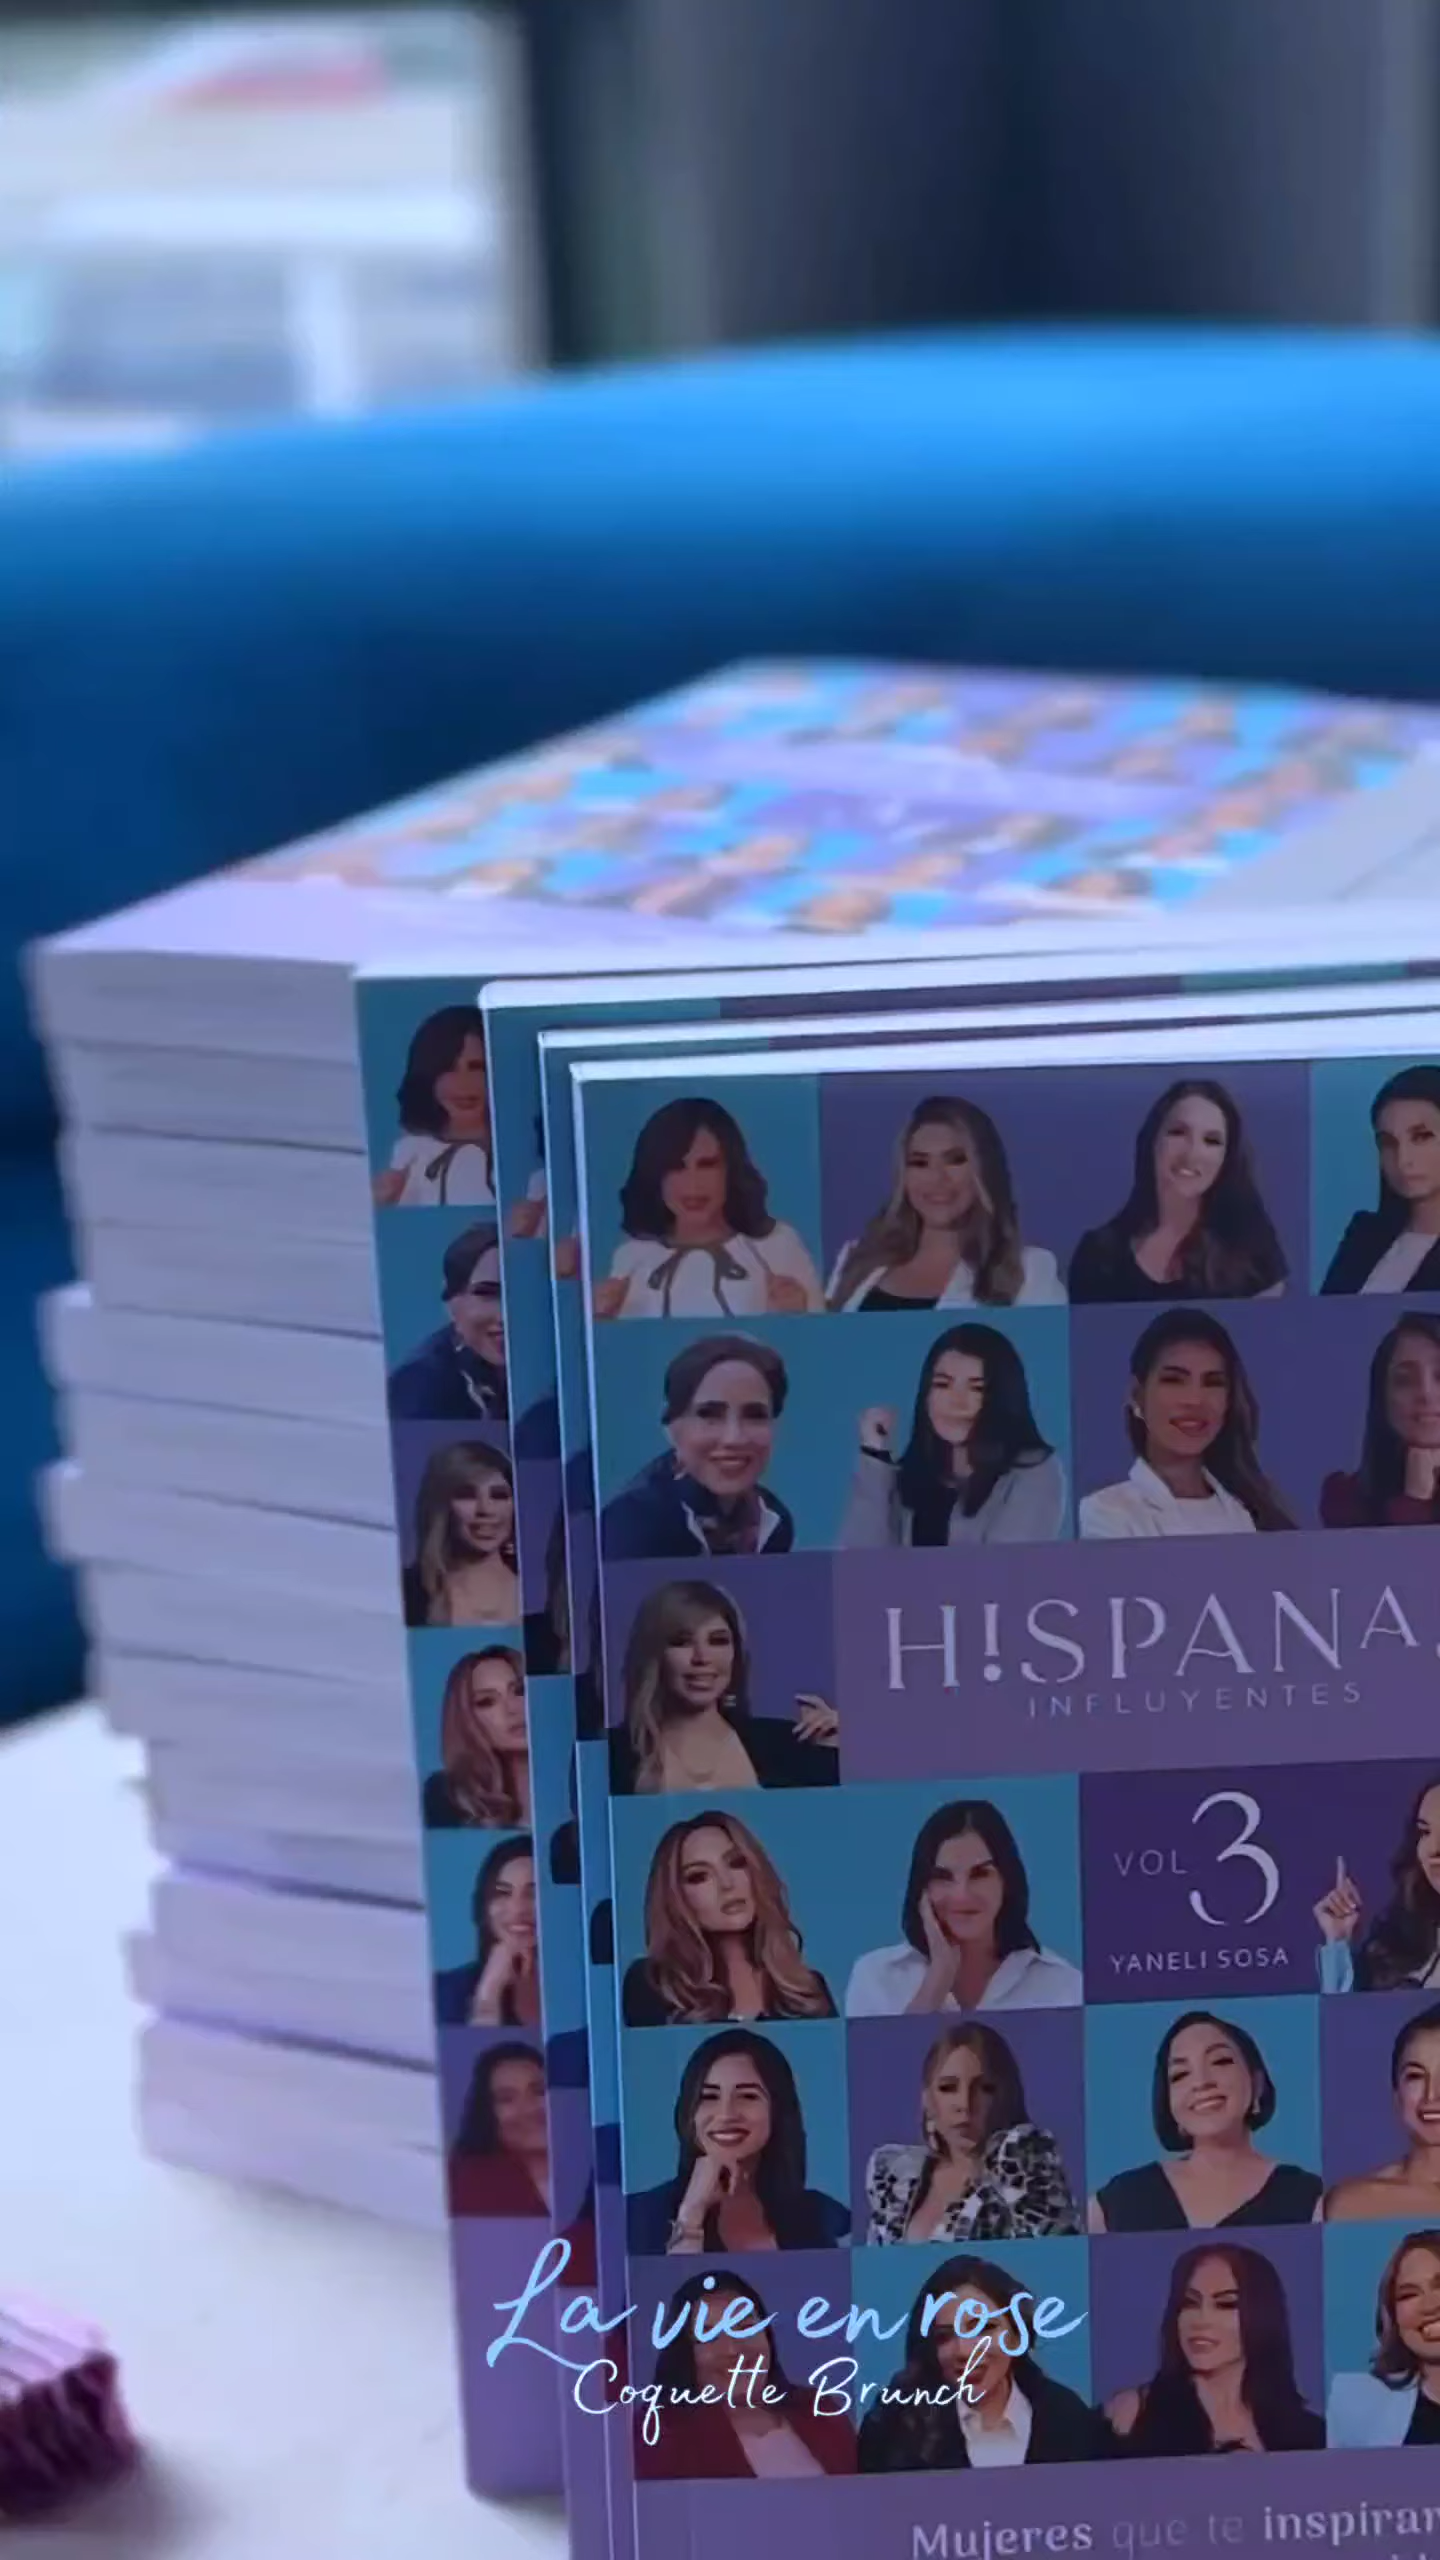 H!SPANA
INFLUYENTES
VOL 3
YANELI SOSA
La vie en rose
Coquette Brunch
Mujeres que te inspiran